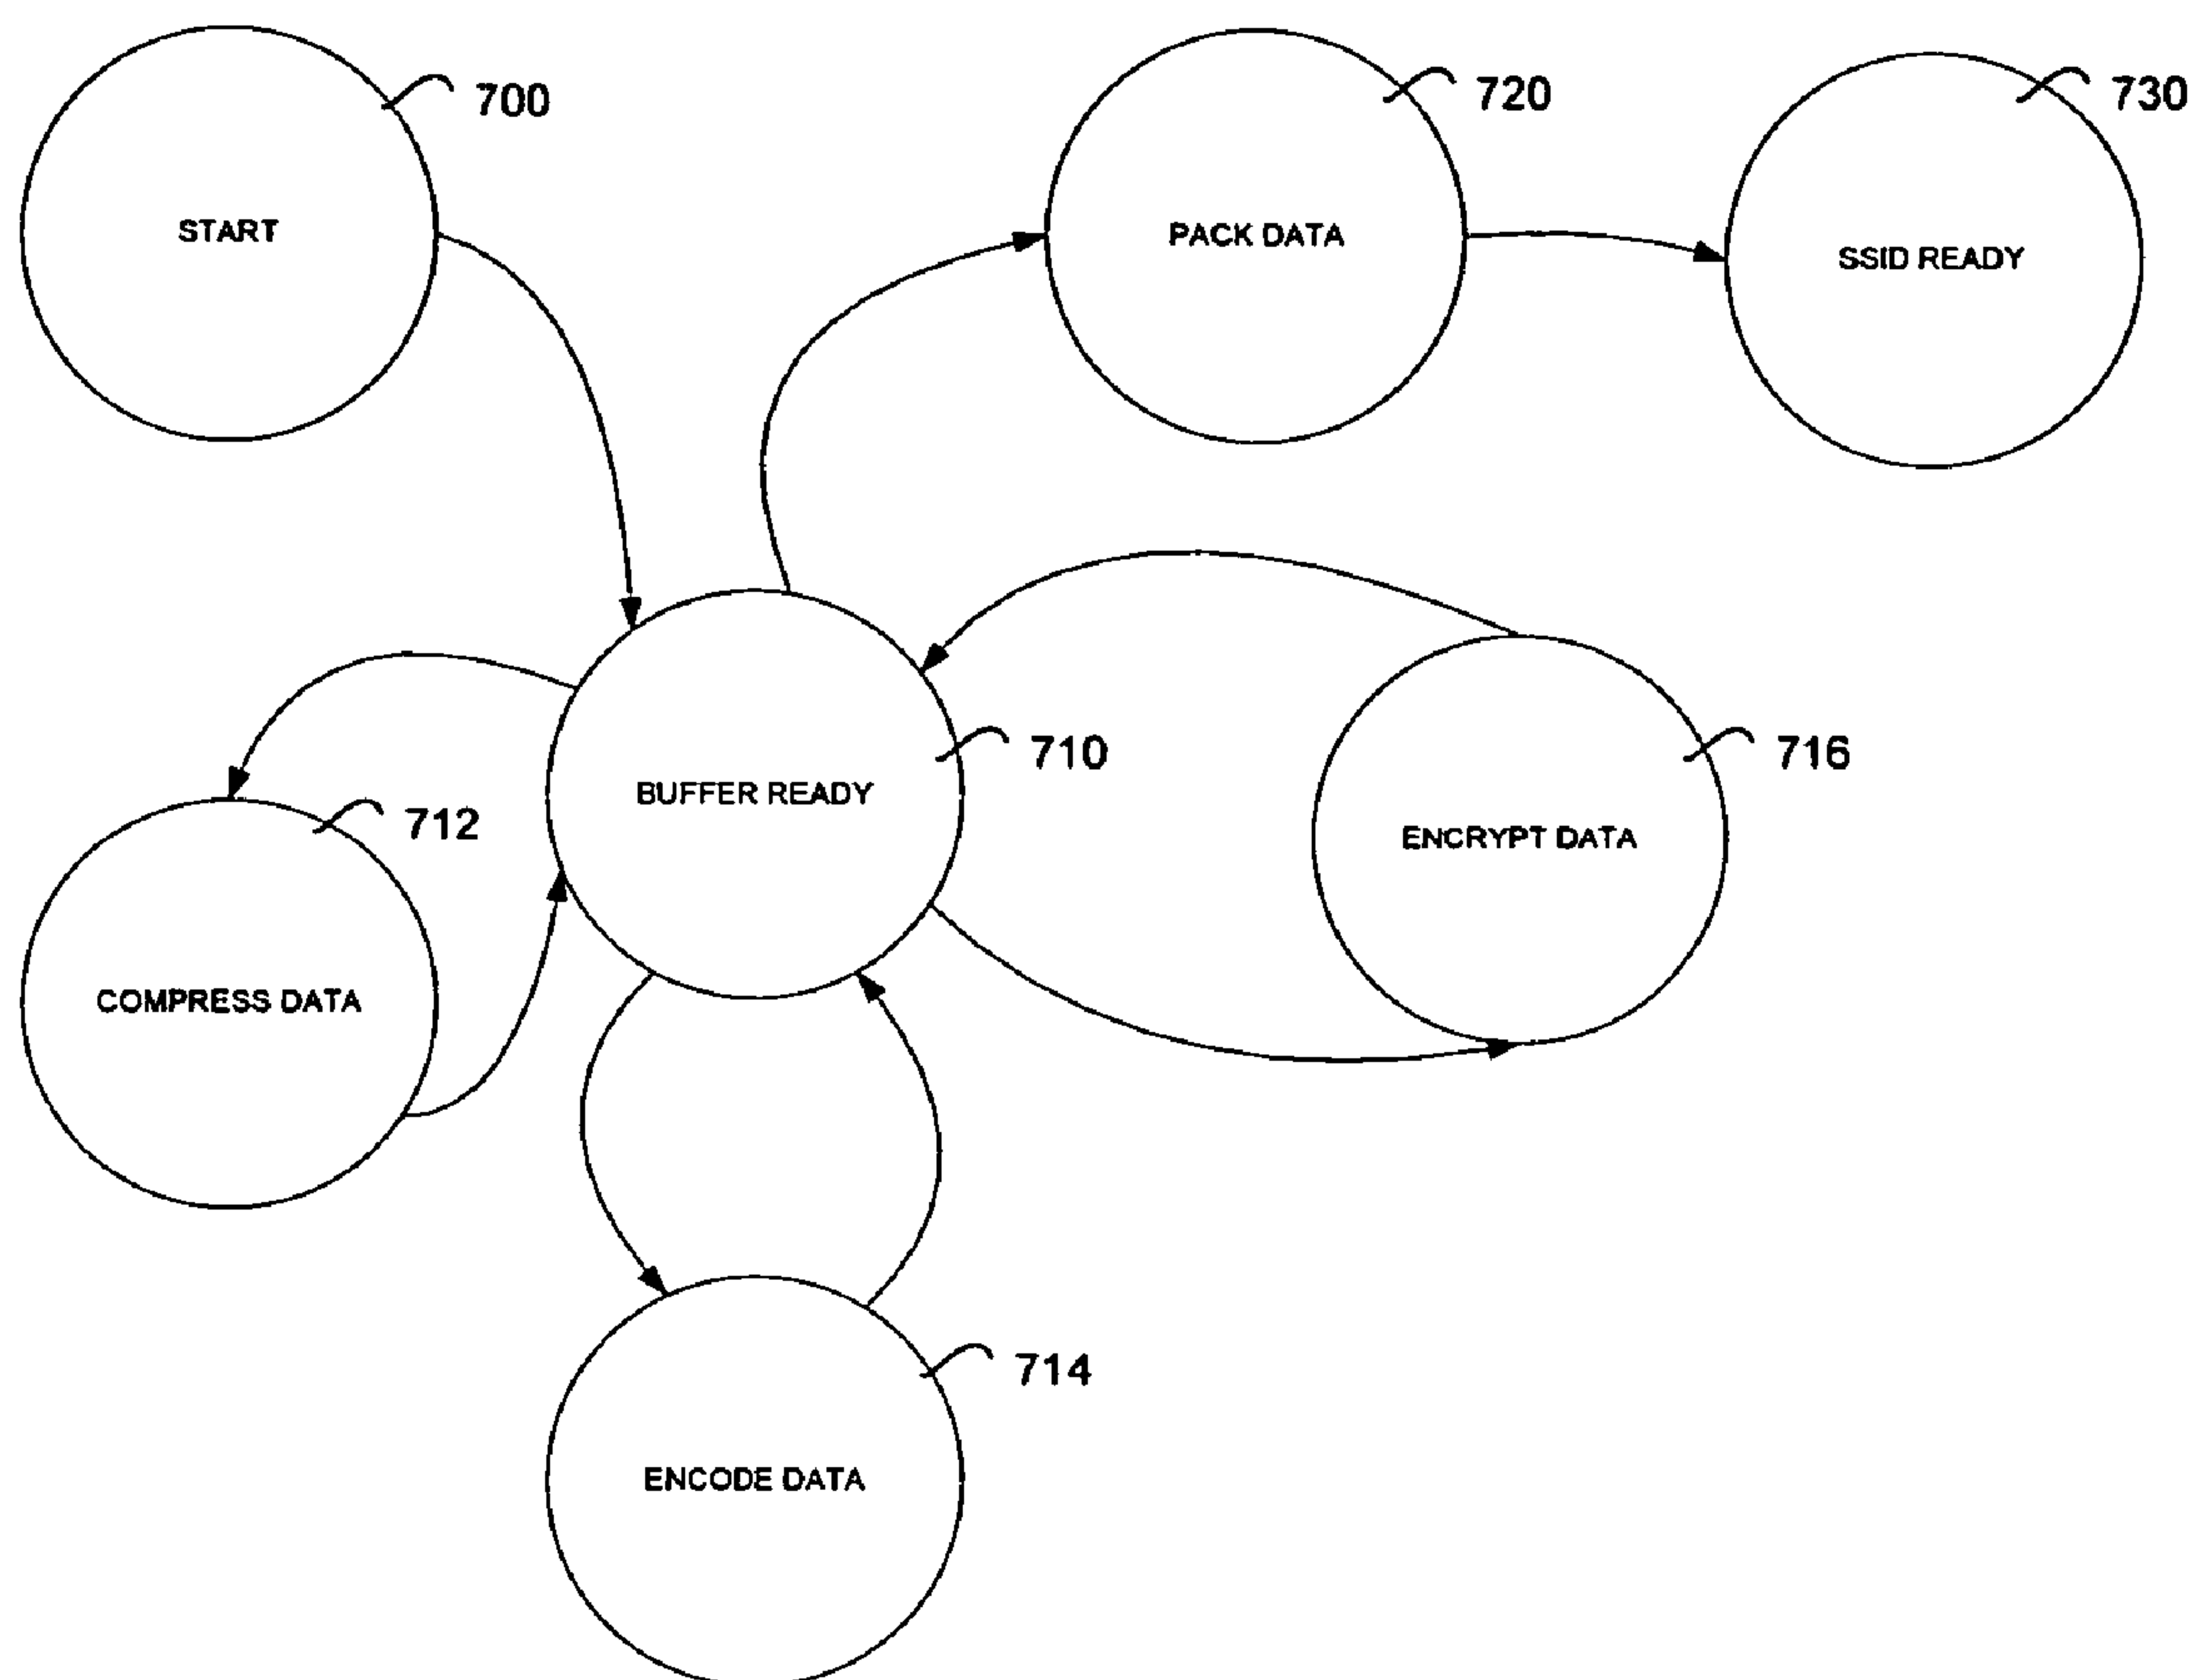 700
START
720
PACK DATA
730
SSID READY
710
BUFFER READY
716
ENCRYPT DATA
712
COMPRESS DATA
714
ENCODE DATA